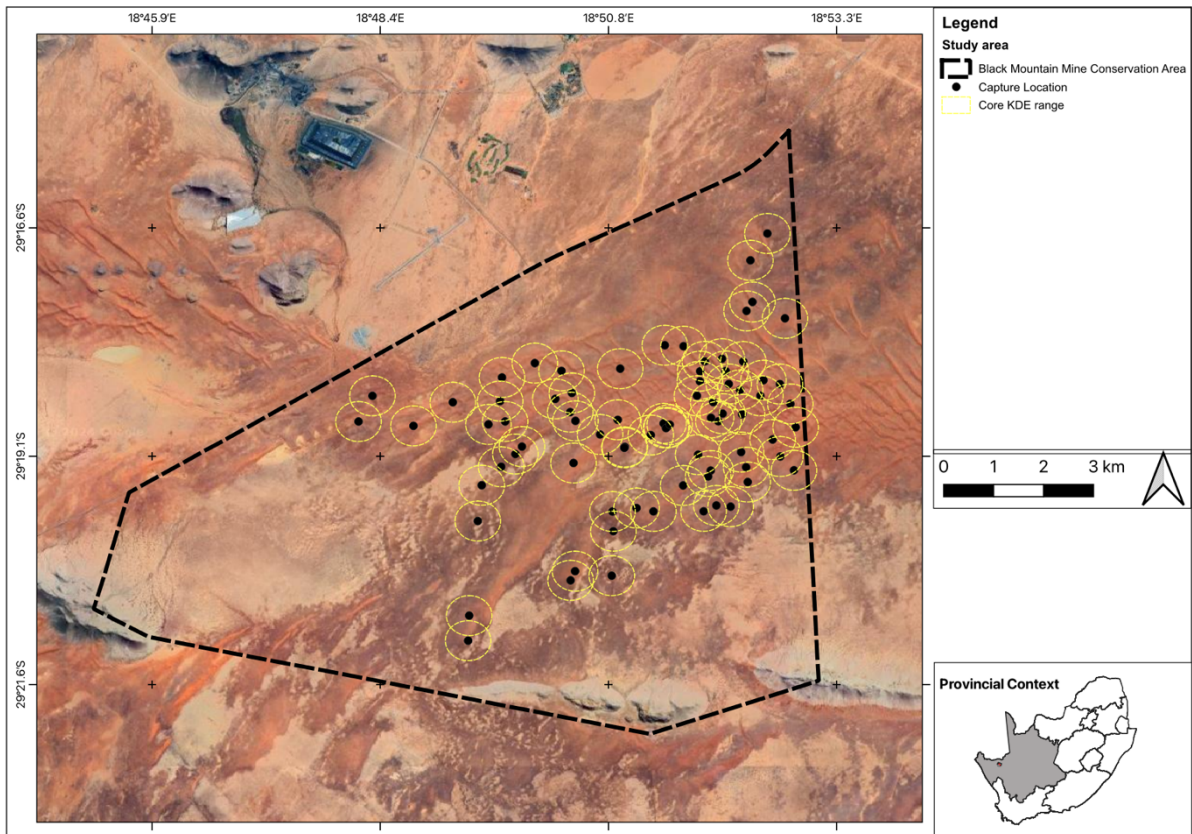 18°45.9'E 18°48.4'E 18°50.8'E 18°53.3'E
29°16.6'S
29°19.1'S
29°21.6'S
Legend
Study area
Black Mountain Mine Conservation Area
Capture Location
Core KDE range
0 1 2 3 km
Provincial Context